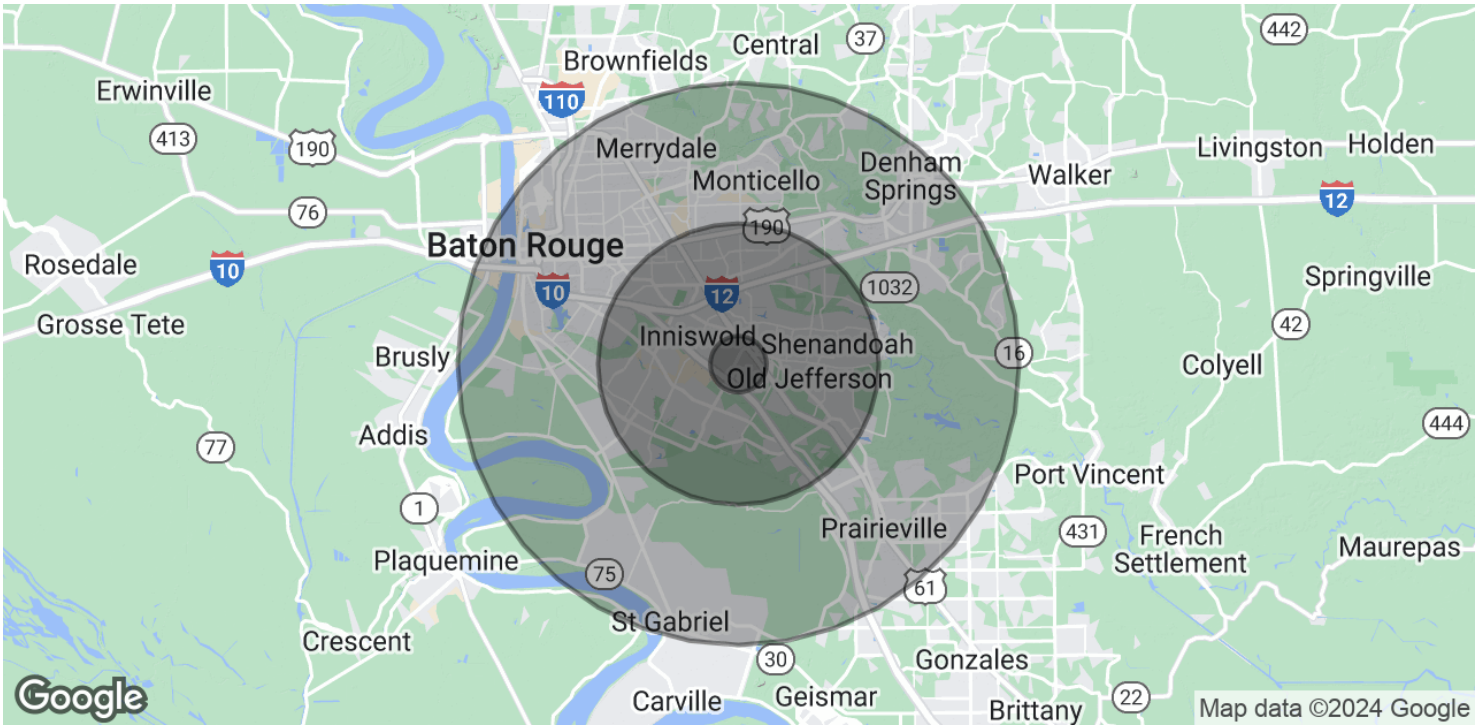 442
37
Central
Brownfields
Erwinville
110
413
190
Merrydale
Livingston
Holden
Denham
Springs
Monticello
Walker
12
76
190
Baton Rouge
Rosedale
10
10
12
1032
Springville
Grosse Tete
Inniswold
Shenandoah
42
Brusly
16
Colyell
Old Jefferson
Addis
77
444
Port Vincent
1
Prairieville
431
French
Settlement
Maurepas
Plaquemine
75
61
St Gabriel
Crescent
30
Gonzales
Google
Carville
Geismar
Brittany
22
Map data ©2024 Google